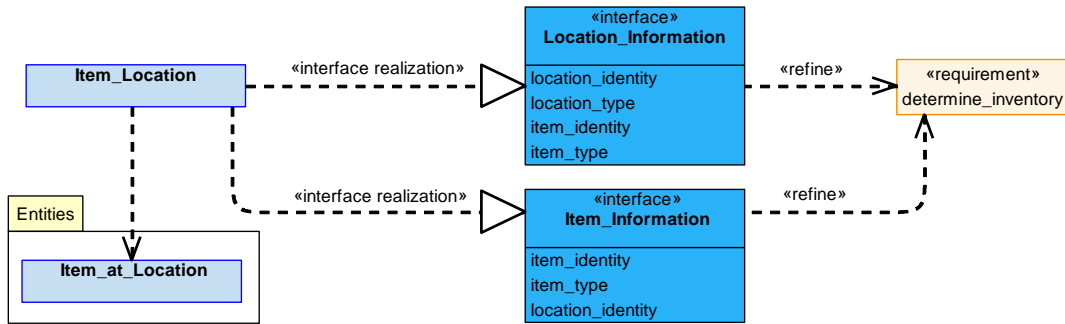 «interface»
Location_Information
Item_Location
«interface realization»
«refine»
«requirement»
determine_inventory
location_identity
location_type
item_identity
item_type
«interface realization»
«refine»
«interface»
Item_Information
Entities
Item_at_Location
item_identity
item_type
location_identity